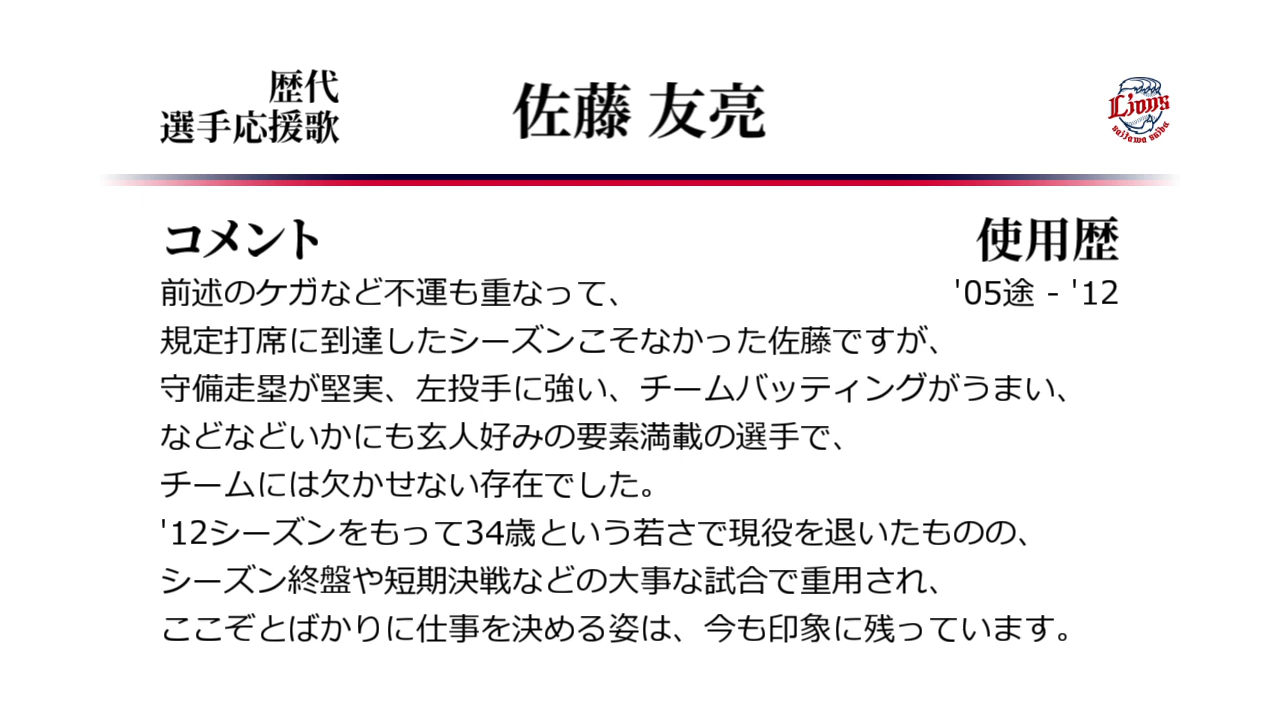 歴代
選手応援歌
佐藤 友亮
Lions
saitama seibu
コメント
使用歴
前述のケガなど不運も重なって、
'05途 - '12
規定打席に到達したシーズンこそなかった佐藤ですが、
守備走塁が堅実、左投手に強い、チームバッティングがうまい、
などなどいかにも玄人好みの要素満載の選手で、
チームには欠かせない存在でした。
'12シーズンをもって34歳という若さで現役を退いたものの、
シーズン終盤や短期決戦などの大事な試合で重用され、
ここぞとばかりに仕事を決める姿は、今も印象に残っています。